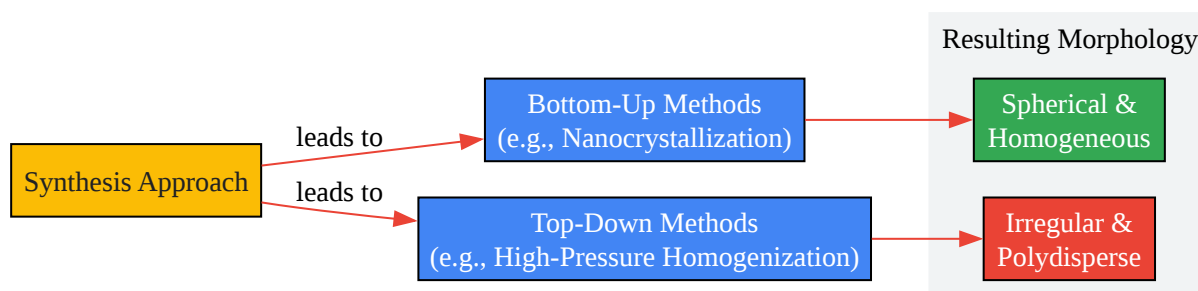 Resulting Morphology
Bottom-Up Methods
(e.g., Nanocrystallization)
Spherical &
Homogeneous
leads to
Synthesis Approach
leads to
Top-Down Methods
(e.g., High-Pressure Homogenization)
Irregular &
Polydisperse